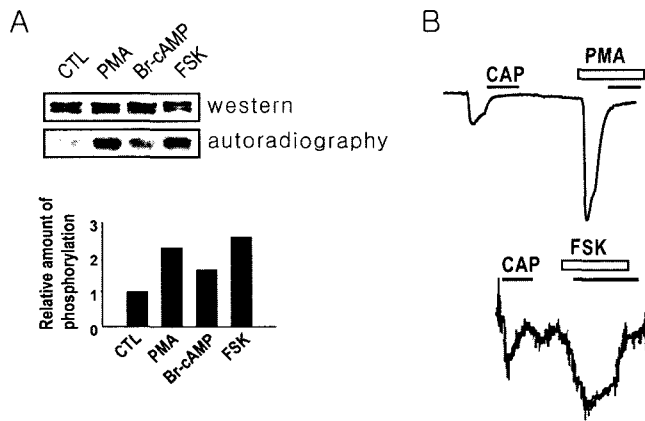 A
CTL PMA Br-cAMP FSK
western
autoradiography
Relative amount of
phosphorylation
3
2
1
0
CTL PMA Br-cAMP FSK
B
PMA
CAP
FSK
CAP